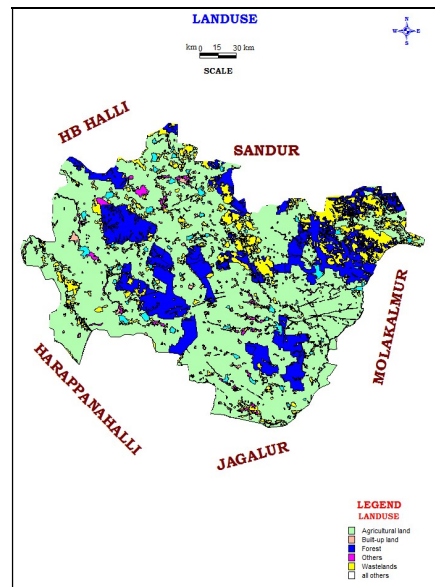 LANDUSE
N
W E
S
km 0 15 30 km
SCALE
HB HALLI
SANDUR
MOLAKALMUR
HARAPPANAHALLI
JAGALUR
LEGEND
LANDUSE
Agricultural land
Built-up land
Forest
Others
Wastelands
all others